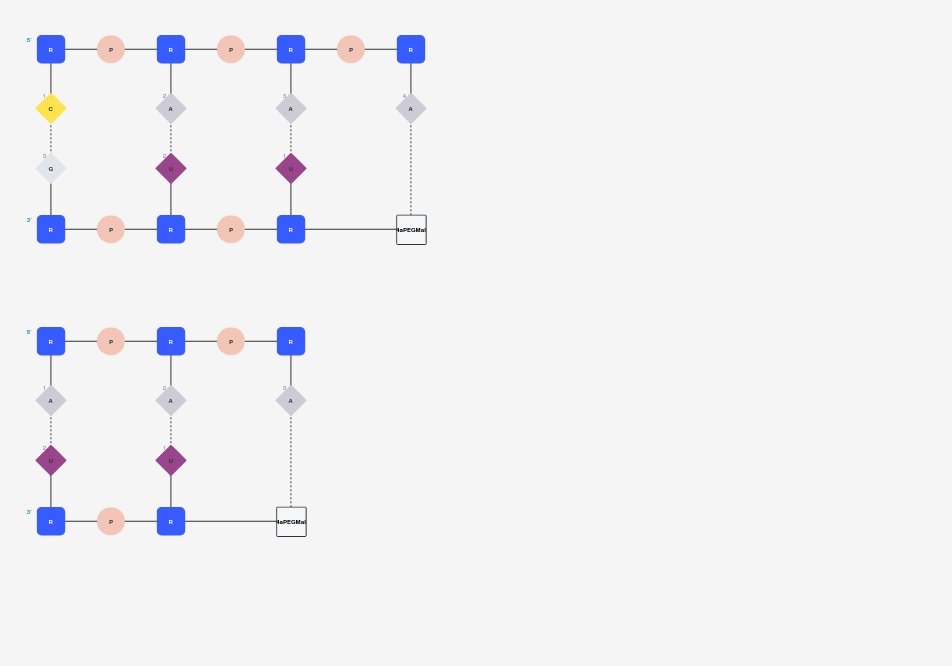 5' R P R P R P R
1 C 2 A 3 A 4 A
3 G 2 U 1 U
3' R P R P R 4aPEGMal
5' R P R P R
1 A 2 A 3 A
2 U 1 U
3' R P R 4aPEGMal